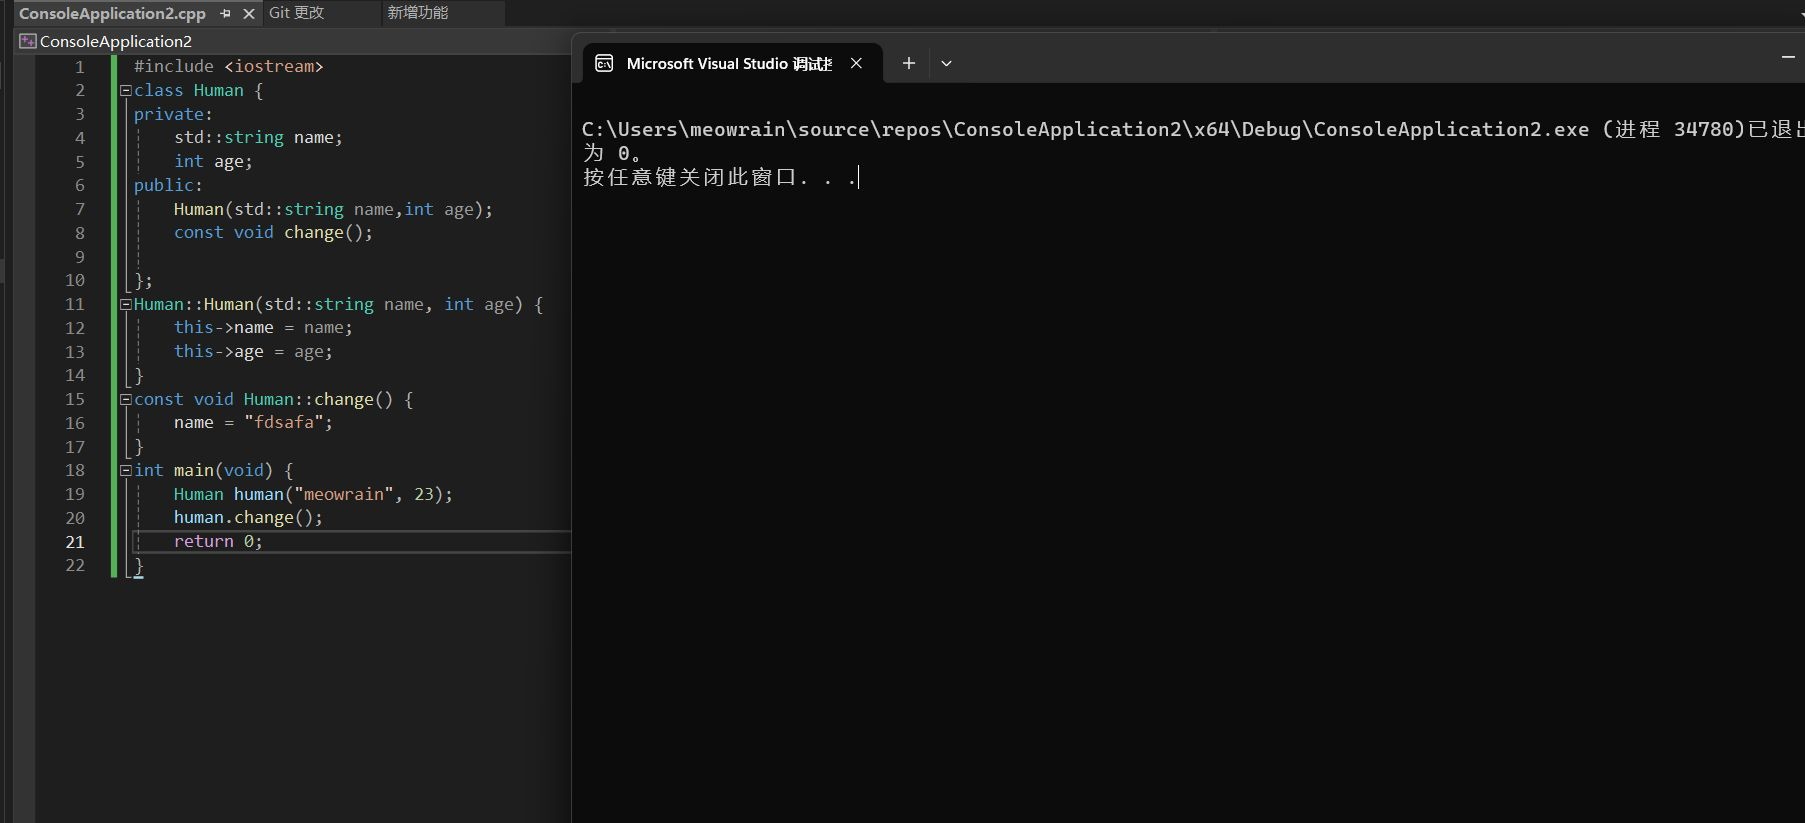 ConsoleApplication2.cpp
Git 更改
新增功能
ConsoleApplication2
1 #include <iostream>
2 class Human {
3 private:
4 std::string name;
5 int age;
6 public:
7 Human(std::string name,int age);
8 const void change();
9
10 };
11 Human::Human(std::string name, int age) {
12 this->name = name;
13 this->age = age;
14 }
15 const void Human::change() {
16 name = "fdsafa";
17 }
18 int main(void) {
19 Human human("meowrain", 23);
20 human.change();
21 return 0;
22 }
Microsoft Visual Studio 调试
C:\Users\meowrain\source\repos\ConsoleApplication2\x64\Debug\ConsoleApplication2.exe (进程 34780)已退出
为 0。
按任意键关闭此窗口. . .